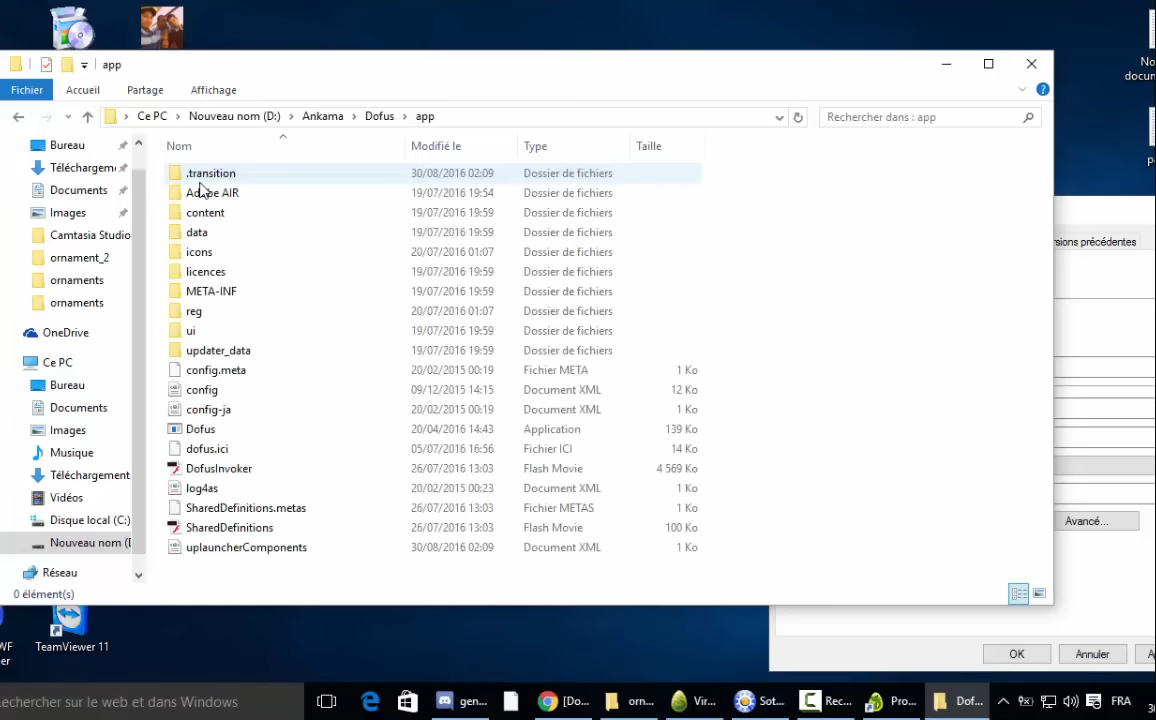 No
docum
app
Fichier Accueil Partage Affichage
Ce PC > Nouveau nom (D:) > Ankama > Dofus > app
Rechercher dans : app
Nom Modifié le Type Taille
Bureau
Téléchargem
Documents
Images
Camtasia Studio
ornament_2
ornaments
ornaments
OneDrive
Ce PC
Bureau
Documents
Images
Musique
Téléchargement
Vidéos
Disque local (C:)
Nouveau nom (D
Réseau
.transition 30/08/2016 02:09 Dossier de fichiers
Adobe AIR 19/07/2016 19:54 Dossier de fichiers
content 19/07/2016 19:59 Dossier de fichiers
data 19/07/2016 19:59 Dossier de fichiers
icons 20/07/2016 01:07 Dossier de fichiers
licences 19/07/2016 19:59 Dossier de fichiers
META-INF 19/07/2016 19:59 Dossier de fichiers
reg 20/07/2016 01:07 Dossier de fichiers
ui 19/07/2016 19:59 Dossier de fichiers
updater_data 19/07/2016 19:59 Dossier de fichiers
config.meta 20/02/2015 00:19 Fichier META 1 Ko
config 09/12/2015 14:15 Document XML 12 Ko
config-ja 20/02/2015 00:19 Document XML 1 Ko
Dofus 20/04/2016 14:43 Application 139 Ko
dofus.ici 05/07/2016 16:56 Fichier ICI 14 Ko
DofusInvoker 26/07/2016 13:03 Flash Movie 4 569 Ko
log4as 20/02/2015 00:23 Document XML 1 Ko
SharedDefinitions.metas 26/07/2016 13:03 Fichier METAS 1 Ko
SharedDefinitions 26/07/2016 13:03 Flash Movie 100 Ko
uplauncherComponents 30/08/2016 02:09 Document XML 1 Ko
0 élément(s)
rsions précédentes
Avancé...
OK Annuler
WF
er
TeamViewer 11
echercher sur le web et dans Windows
gen... [Do... orn... Vir... Sot... Rec... Pro... Dof... FRA